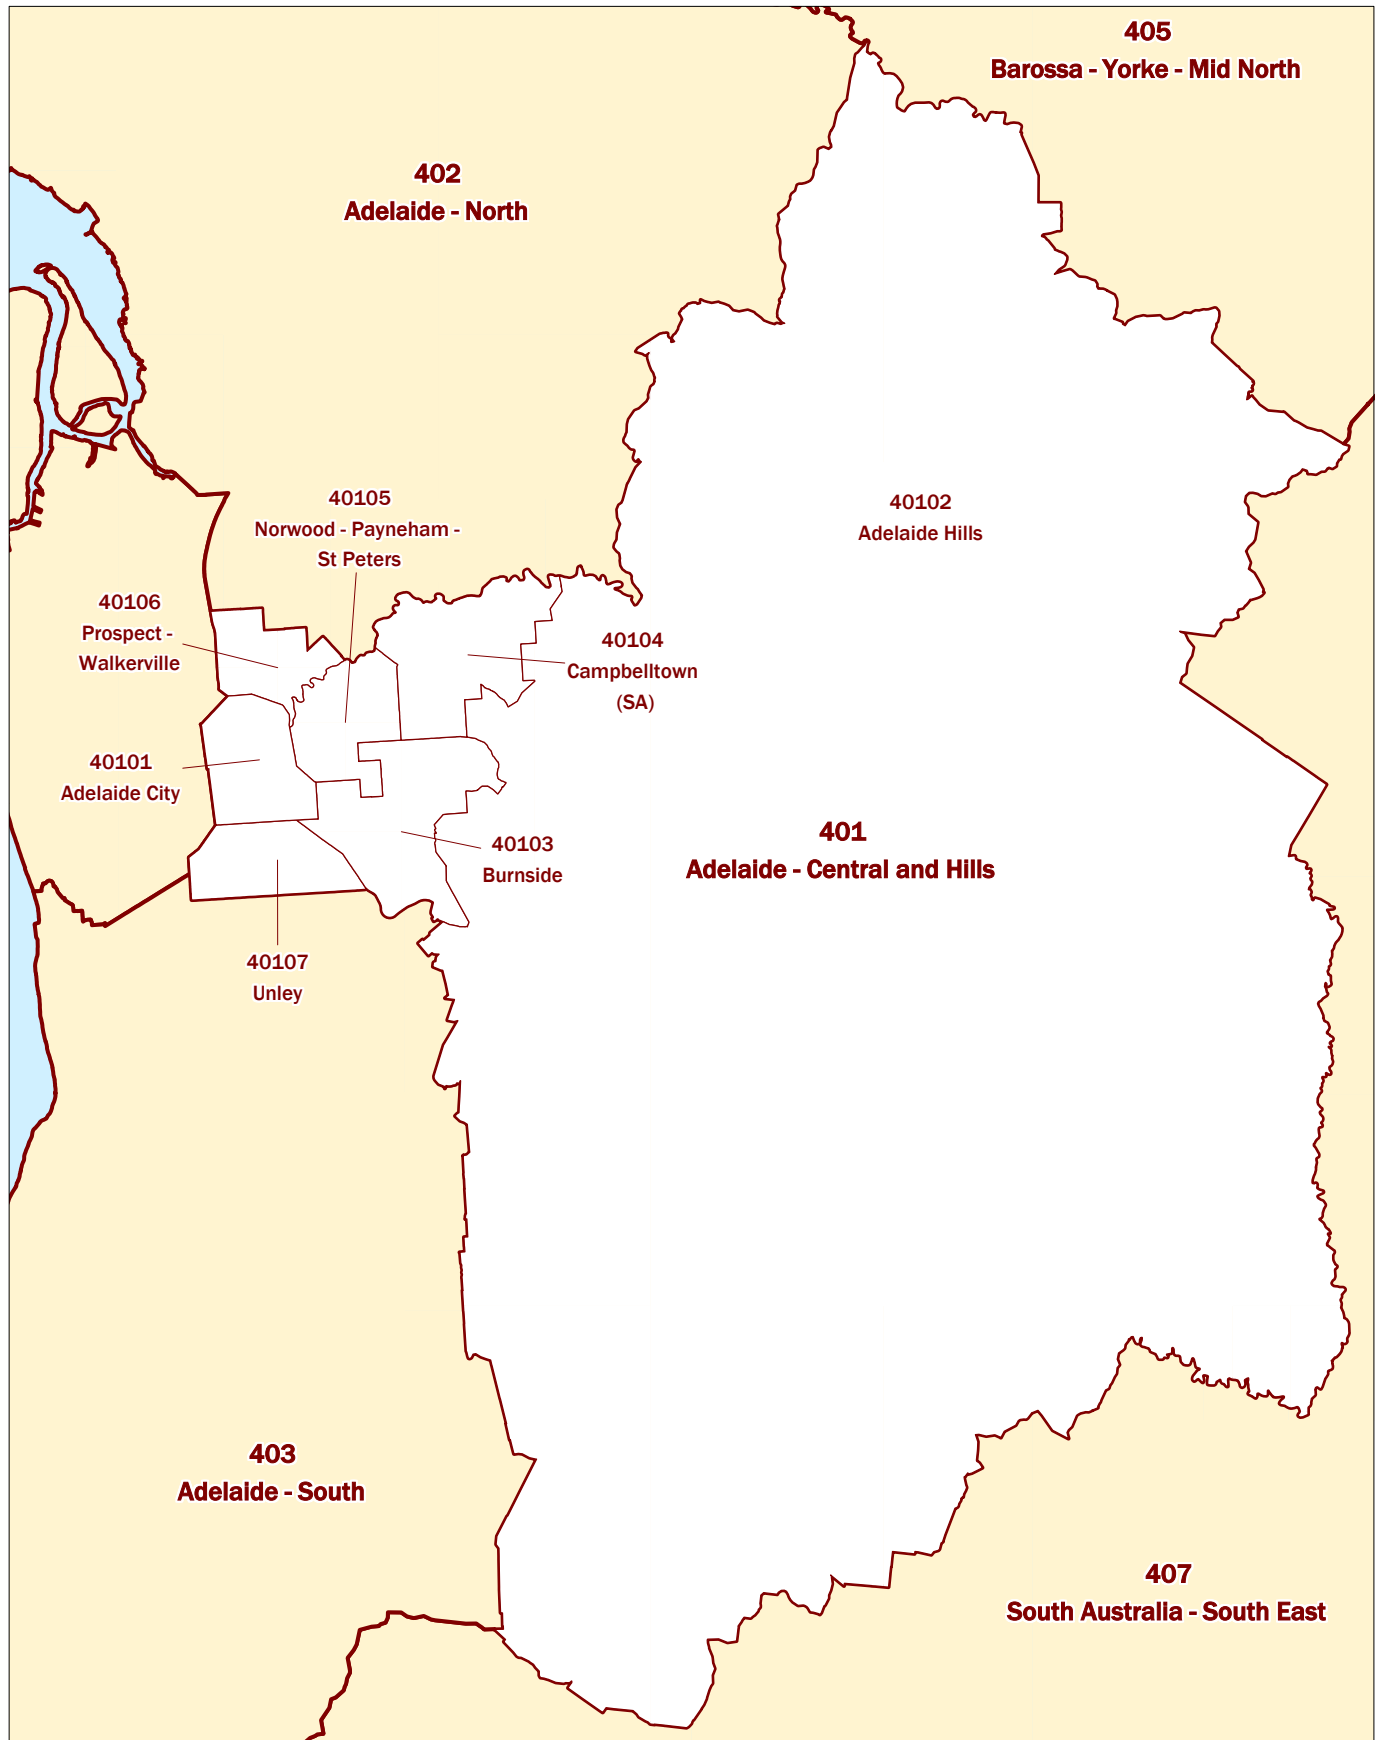 405
Barossa - Yorke - Mid North
402
Adelaide - North
40105
Norwood - Payneham -
St Peters
40102
Adelaide Hills
40106
Prospect -
Walkerville
40104
Campbelltown
(SA)
40101
Adelaide City
401
Adelaide - Central and Hills
40103
Burnside
40107
Unley
403
Adelaide - South
407
South Australia - South East